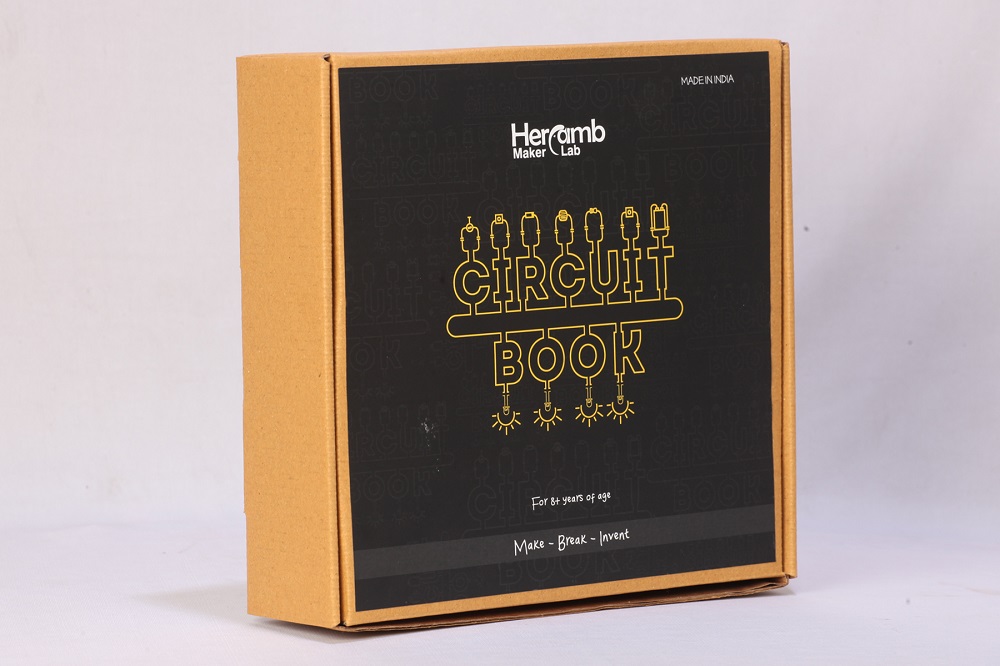 MADE IN INDIA
Heramb
Maker Lab
CIRCUIT
BOOK
For 8+ years of age
Make - Break - Invent